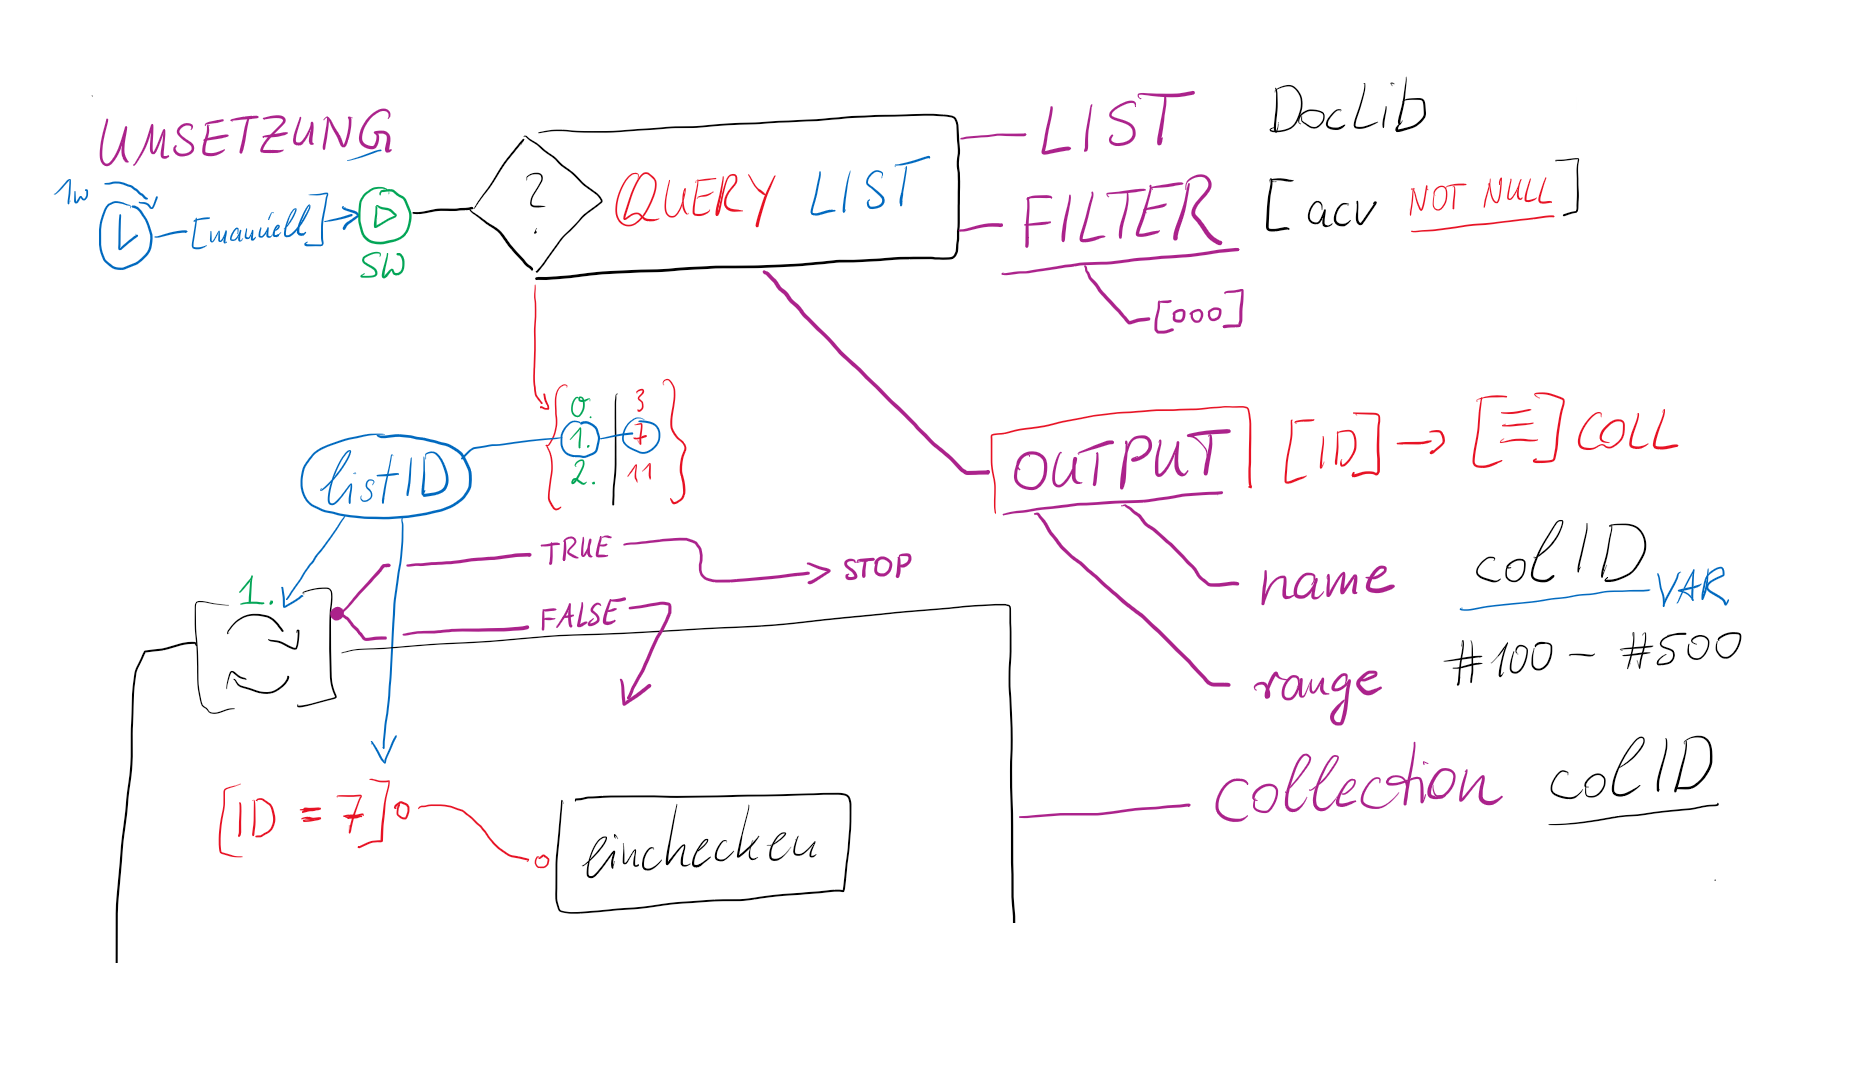 UMSETZUNG
1w
[manuell]
SW
?
QUERY LIST
LIST DocLib
FILTER [acv NOT NULL]
[ooo]
0. 3
1. 7
2. 11
listID
OUTPUT [ID] → [☰] COLL
name colID VAR
range #100 – #500
collection colID
1.
TRUE
STOP
FALSE
[ID = 7]
einchecken